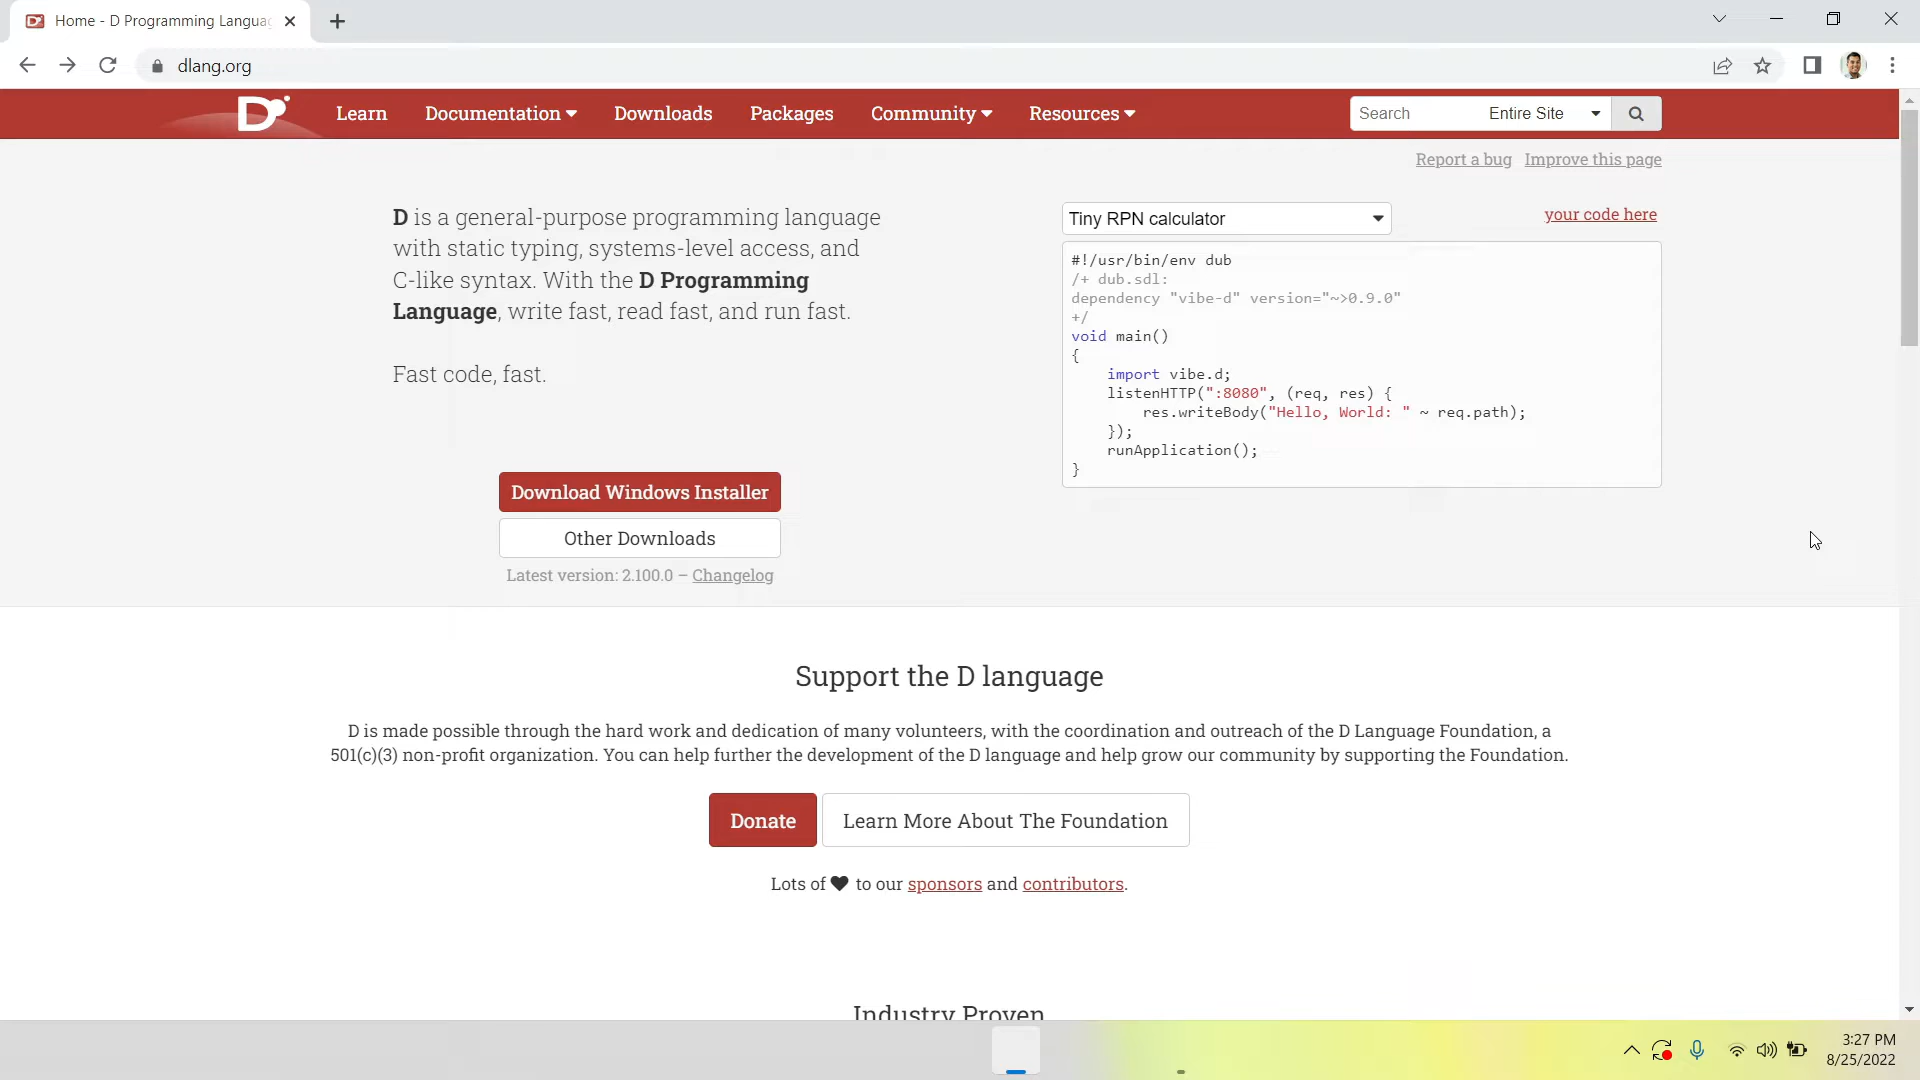 Home - D Programming Langua
dlang.org
D
Learn
Documentation
Downloads
Packages
Community
Resources
Search
Entire Site
Report a bug
Improve this page
D is a general-purpose programming language
with static typing, systems-level access, and
C-like syntax. With the D Programming
Language, write fast, read fast, and run fast.
Fast code, fast.
Download Windows Installer
Other Downloads
Latest version: 2.100.0 – Changelog
Tiny RPN calculator
your code here
#!/usr/bin/env dub
/+ dub.sdl:
dependency "vibe-d" version="~>0.9.0"
+/
void main()
{
    import vibe.d;
    listenHTTP(":8080", (req, res) {
        res.writeBody("Hello, World: " ~ req.path);
    });
    runApplication();
}
Support the D language
D is made possible through the hard work and dedication of many volunteers, with the coordination and outreach of the D Language Foundation, a
501(c)(3) non-profit organization. You can help further the development of the D language and help grow our community by supporting the Foundation.
Donate
Learn More About The Foundation
Lots of ♥ to our sponsors and contributors.
Industry Proven
3:27 PM
8/25/2022